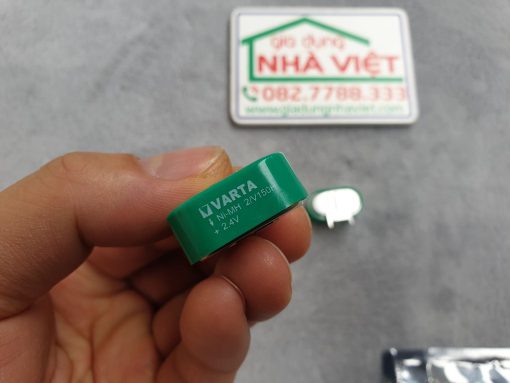 gia dụng
NHÀ VIỆT
082.7788.333
www.giadungnhaviet.com
VARTA
Ni-MH 2/V150H
+ 2.4V